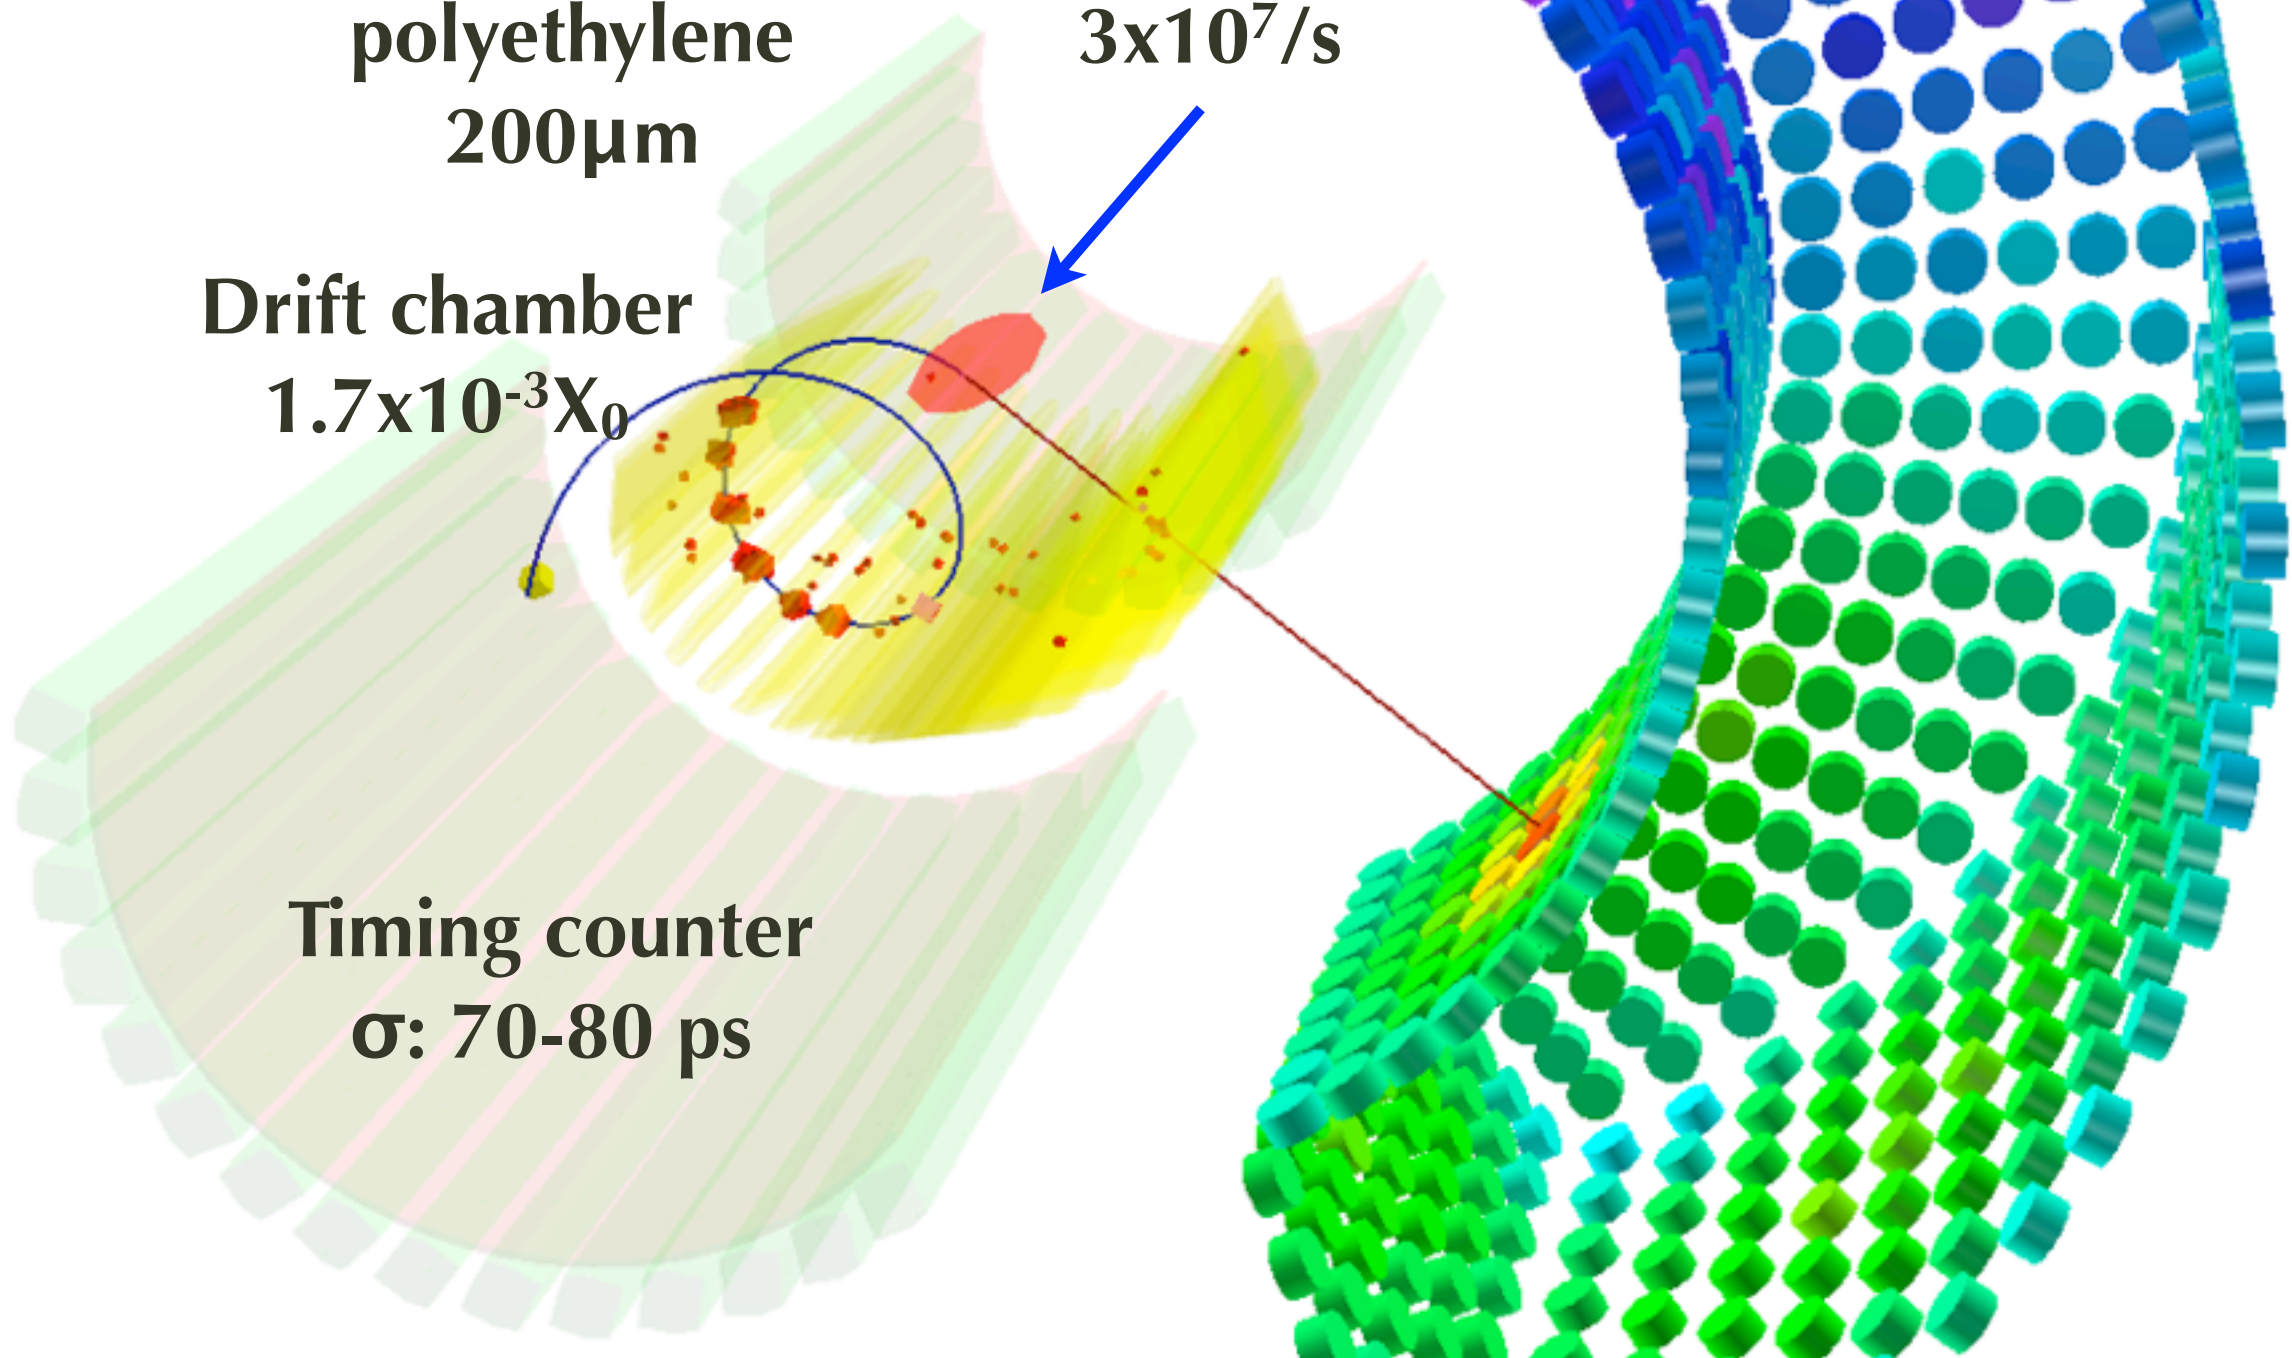 polyethylene
200μm
3x10⁷/s
Drift chamber
1.7x10⁻³X₀
Timing counter
σ: 70-80 ps